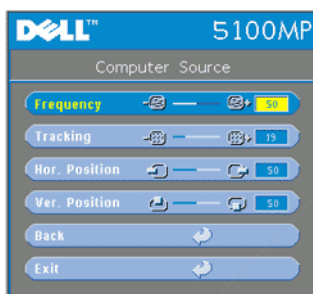 DELL™ 5100MP
Computer Source
Frequency 50
Tracking 19
Hor. Position 50
Ver. Position 50
Back
Exit